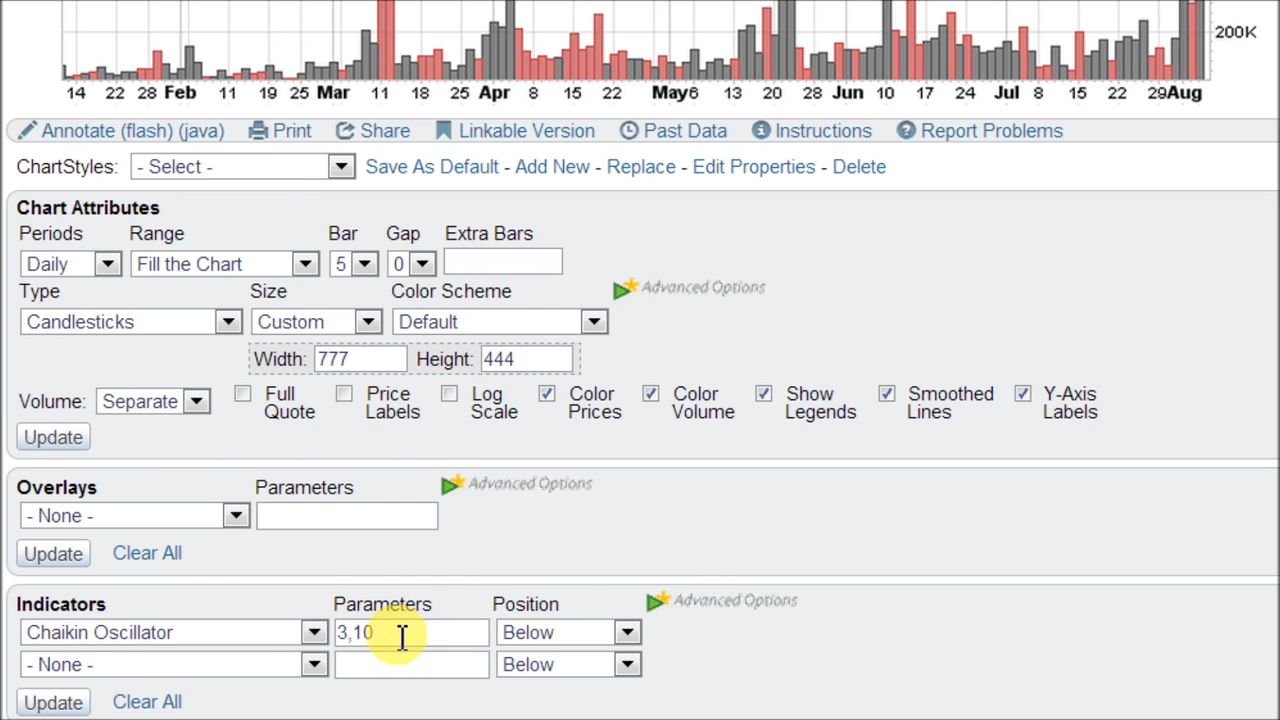 200K
14 22 28 Feb 11 19 25 Mar 11 18 25 Apr 8 15 22 May6 13 20 28 Jun 10 17 24 Jul 8 15 22 29Aug
Annotate (flash) (java) Print Share Linkable Version Past Data Instructions Report Problems
ChartStyles: - Select - Save As Default - Add New - Replace - Edit Properties - Delete
Chart Attributes
Periods Range Bar Gap Extra Bars
Daily Fill the Chart 5 0
Advanced Options
Type Size Color Scheme
Candlesticks Custom Default
Width: 777 Height: 444
Volume: Separate Full Quote Price Labels Log Scale Color Prices Color Volume Show Legends Smoothed Lines Y-Axis Labels
Update
Overlays Parameters Advanced Options
- None -
Update Clear All
Indicators Parameters Position Advanced Options
Chaikin Oscillator 3,10 Below
- None - Below
Update Clear All